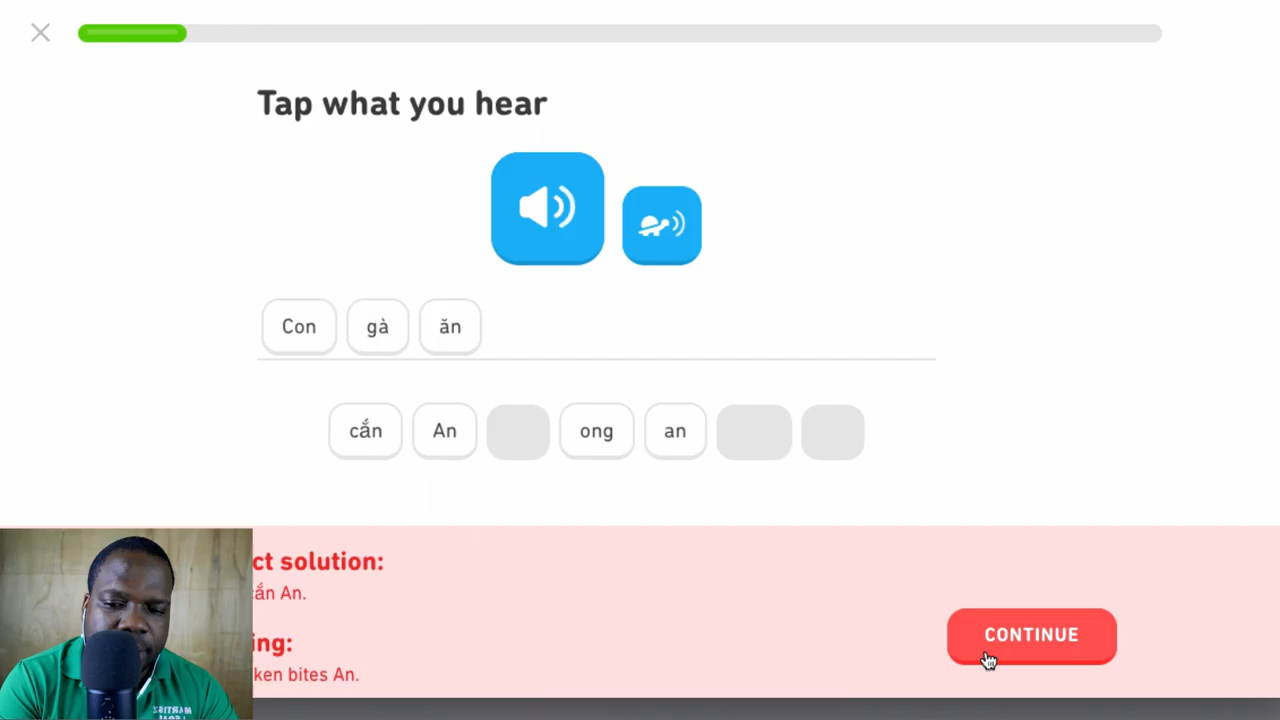 Tap what you hear
Con gà ăn
cắn An ong an
ct solution:
cắn An.
ing:
ken bites An.
CONTINUE